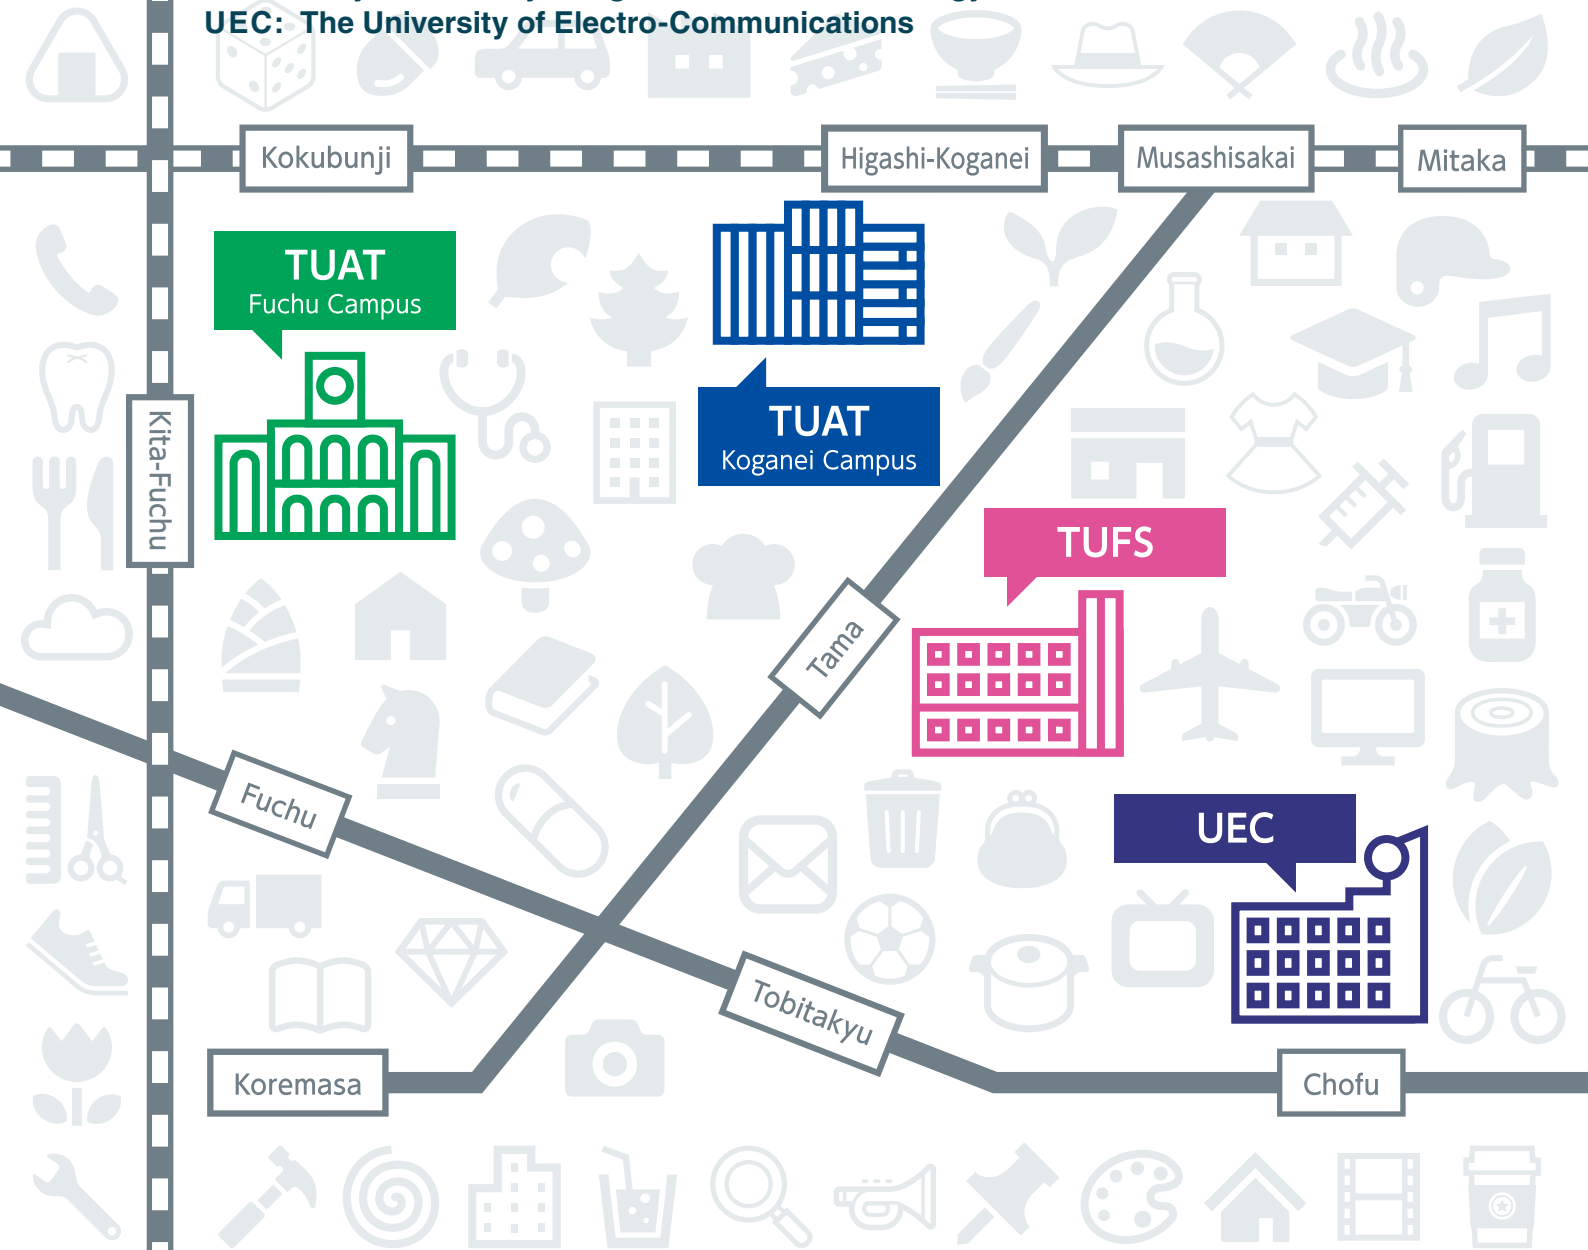 UEC: The University of Electro-Communications
Kokubunji
Higashi-Koganei
Musashisakai
Mitaka
TUAT
Fuchu Campus
TUAT
Koganei Campus
Kita-Fuchu
TUFS
Tama
Fuchu
UEC
Tobitakyu
Koremasa
Chofu